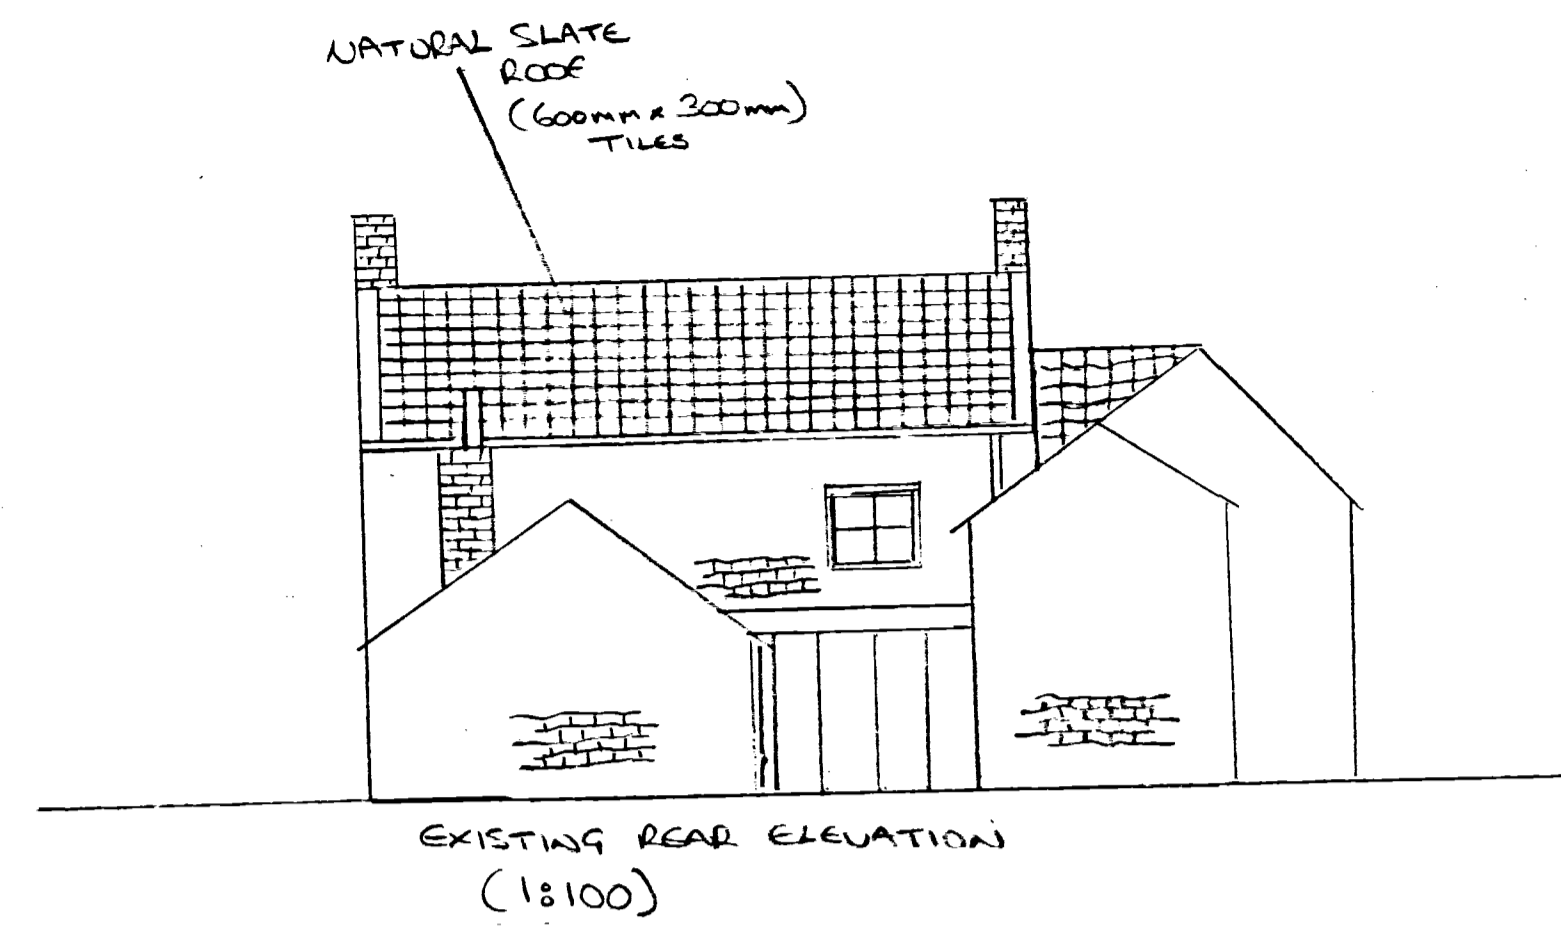 NATURAL SLATE
ROOF
(600mm x 300mm)
TILES
EXISTING REAR ELEVATION
(1:100)